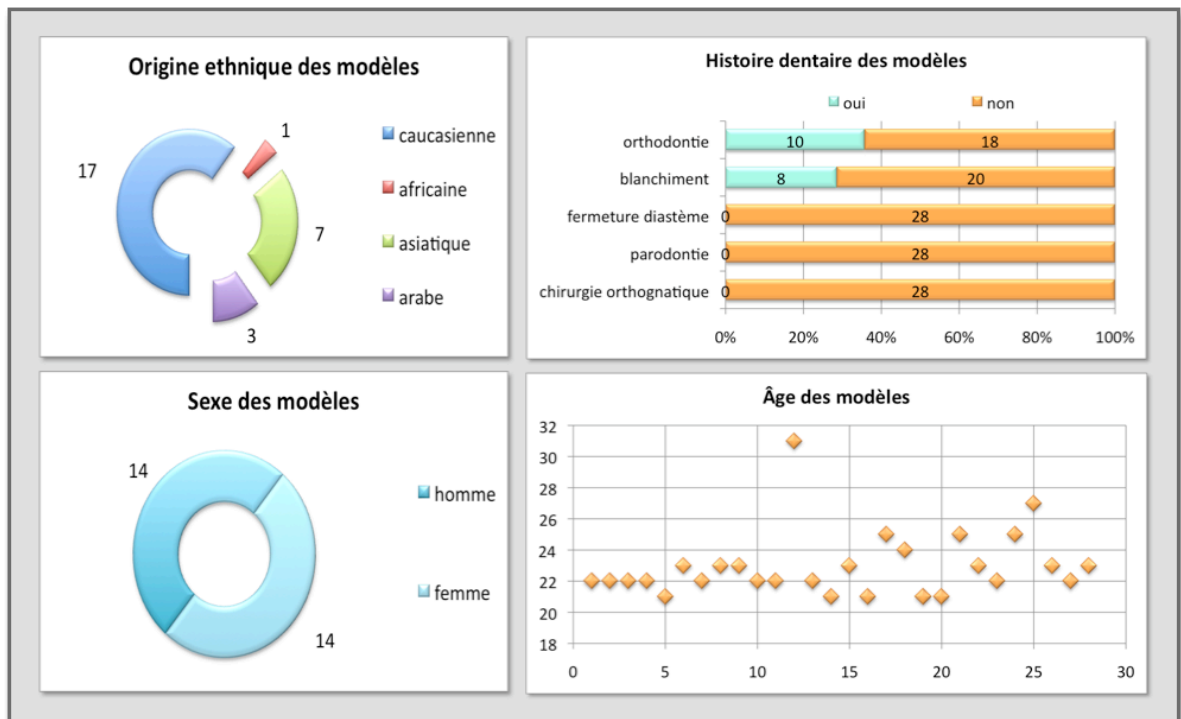 Origine ethnique des modèles
17
1
7
3
caucasienne
africaine
asiatique
arabe
Histoire dentaire des modèles
oui non
orthodontie 10 18
blanchiment 8 20
fermeture diastème 0 28
parodontie 0 28
chirurgie orthognatique 0 28
0% 20% 40% 60% 80% 100%
Sexe des modèles
14
14
homme
femme
Âge des modèles
32
30
28
26
24
22
20
18
0 5 10 15 20 25 30